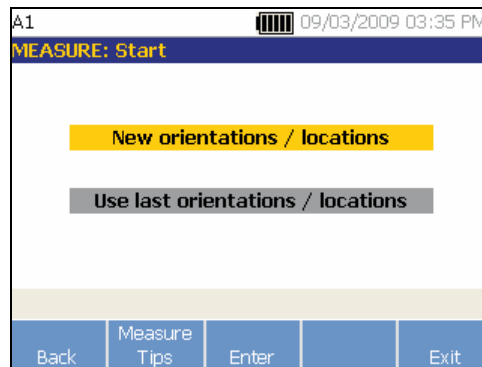 A1 09/03/2009 03:35 PM
MEASURE: Start
New orientations / locations
Use last orientations / locations
Measure
Back Tips Enter Exit